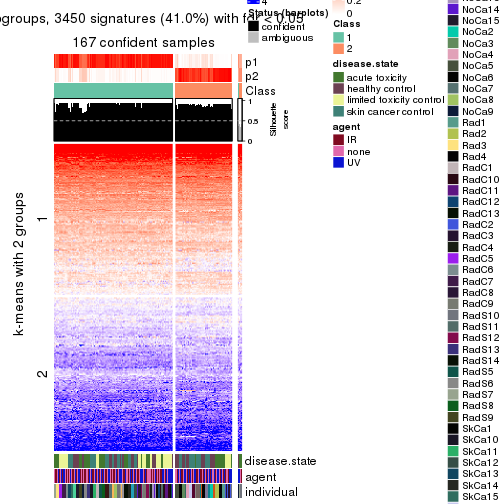 groups, 3450 signatures (41.0%) with fdr < 0.05
167 confident samples
p1
p2
Class
1
0.5
0
Silhouette
score
k-means with 2 groups
1
2
disease.state
agent
individual
4
Status (barplots)
confident
ambiguous
0.2
0
Class
1
2
disease.state
acute toxicity
healthy control
limited toxicity control
skin cancer control
agent
IR
none
UV
NoCa14
NoCa15
NoCa2
NoCa3
NoCa4
NoCa5
NoCa6
NoCa7
NoCa8
NoCa9
Rad1
Rad2
Rad3
Rad4
RadC1
RadC10
RadC11
RadC12
RadC13
RadC2
RadC3
RadC4
RadC5
RadC6
RadC7
RadC8
RadC9
RadS10
RadS11
RadS12
RadS13
RadS14
RadS5
RadS6
RadS7
RadS8
RadS9
SkCa1
SkCa10
SkCa11
SkCa12
SkCa13
SkCa14
SkCa15